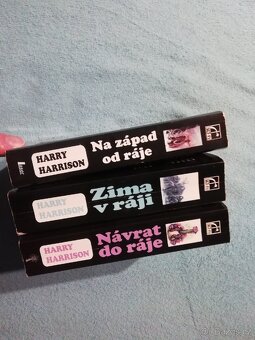 HARRY
HARRISON
Na západ
od ráje
HARRY
HARRISON
Zima
v ráji
HARRY
HARRISON
Návrat
do ráje